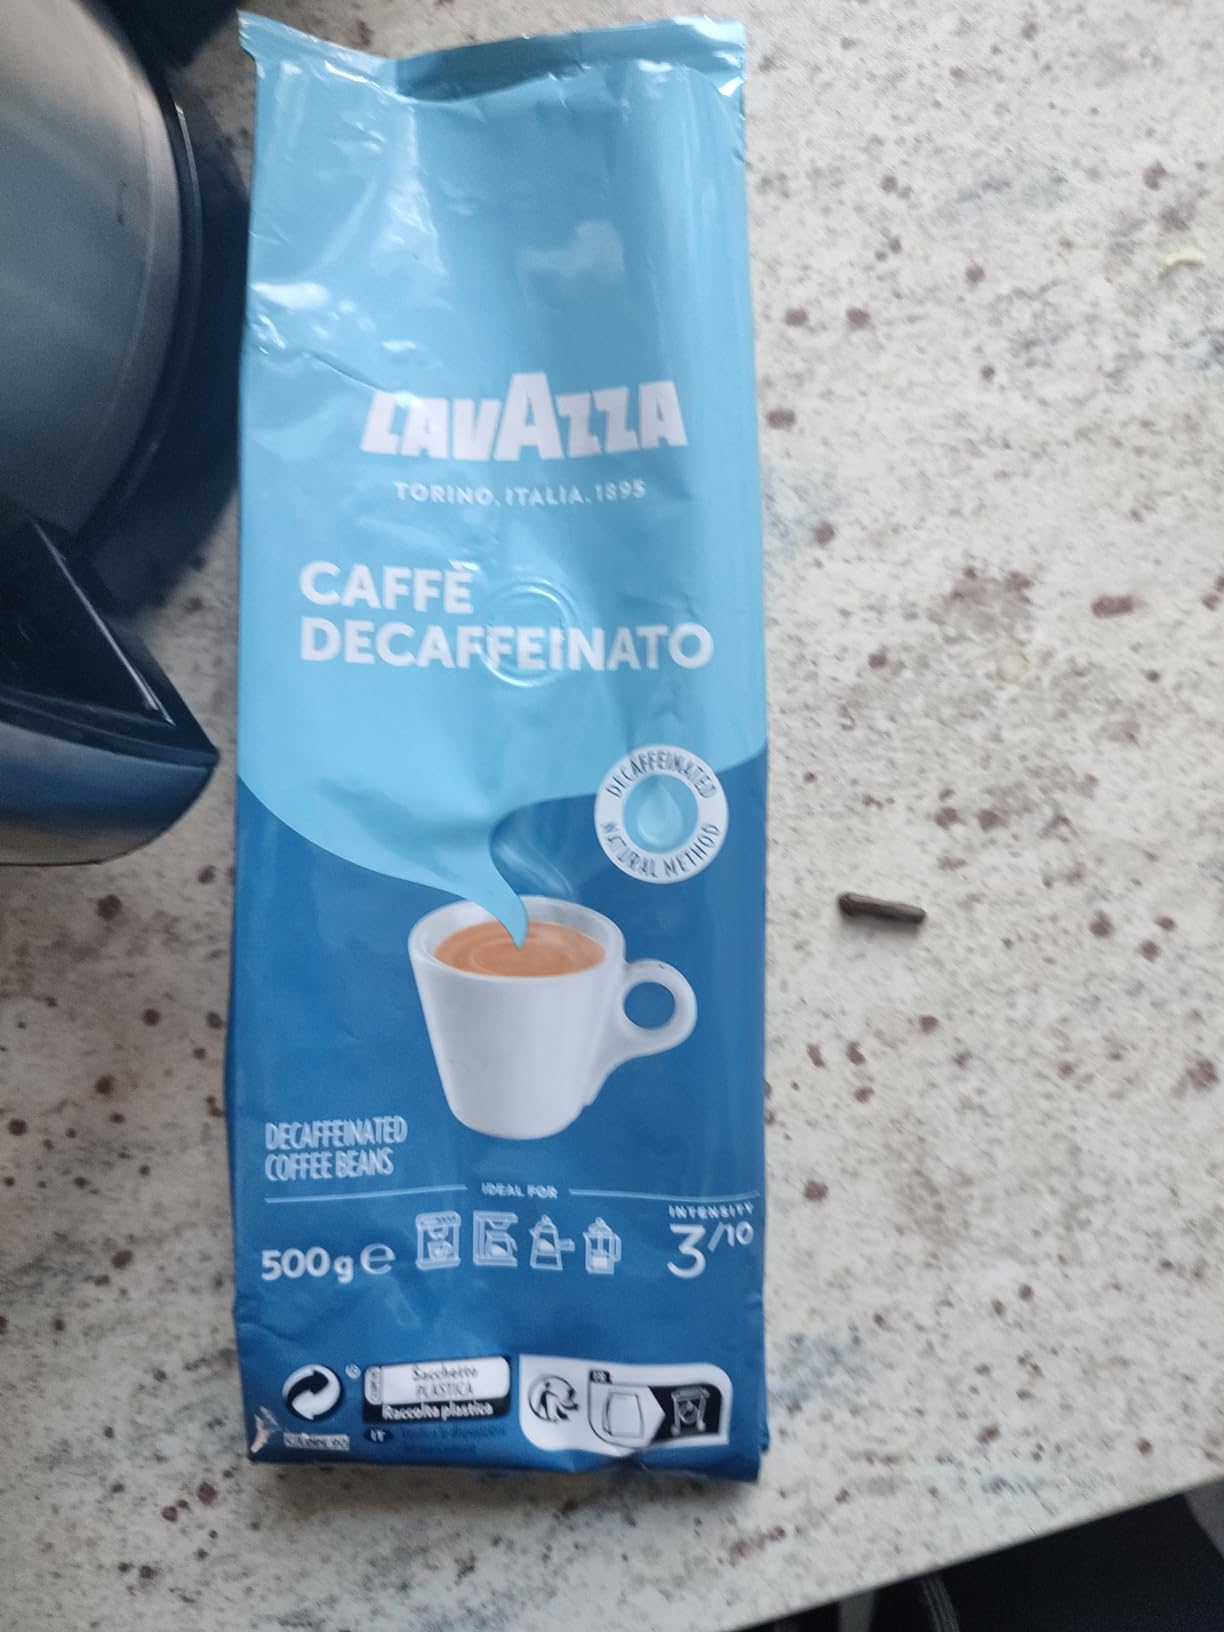 LAVAZZA
TORINO, ITALIA, 1895
CAFFÈ
DECAFFEINATO
DECAFFEINATED
NATURAL METHOD
DECAFFEINATED
COFFEE BEANS
IDEAL FOR
INTENSITY
500g e
3/10
Sacchetto
PLASTICA
Raccolta plastica
IT